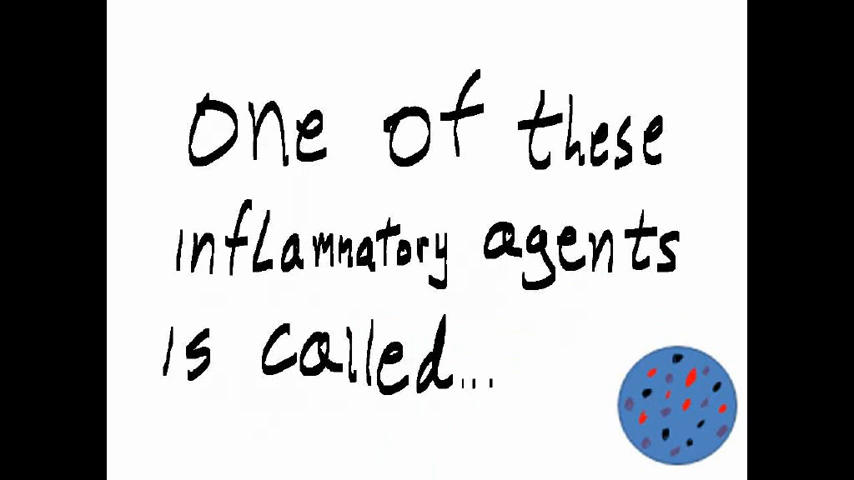 One of these
inflamnatory agents
is called...